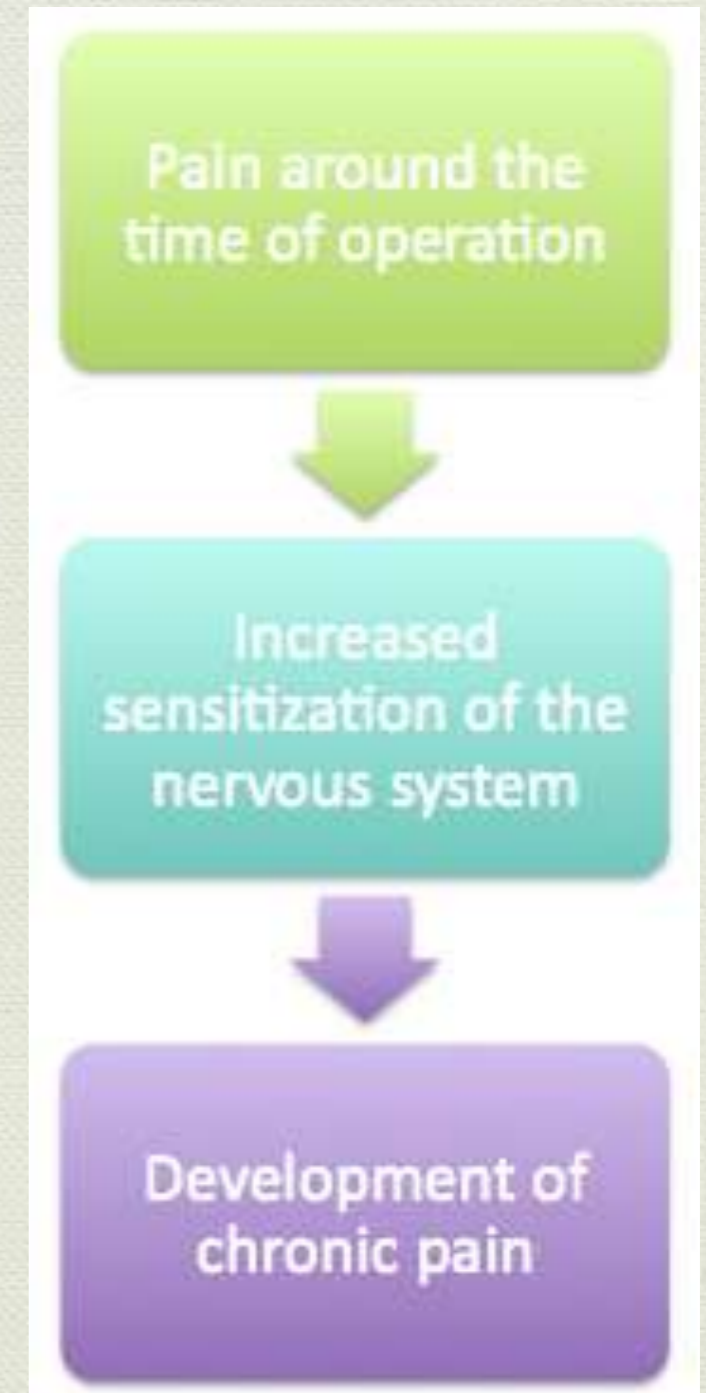 Pain around the
time of operation
Increased
sensitization of the
nervous system
Development of
chronic pain